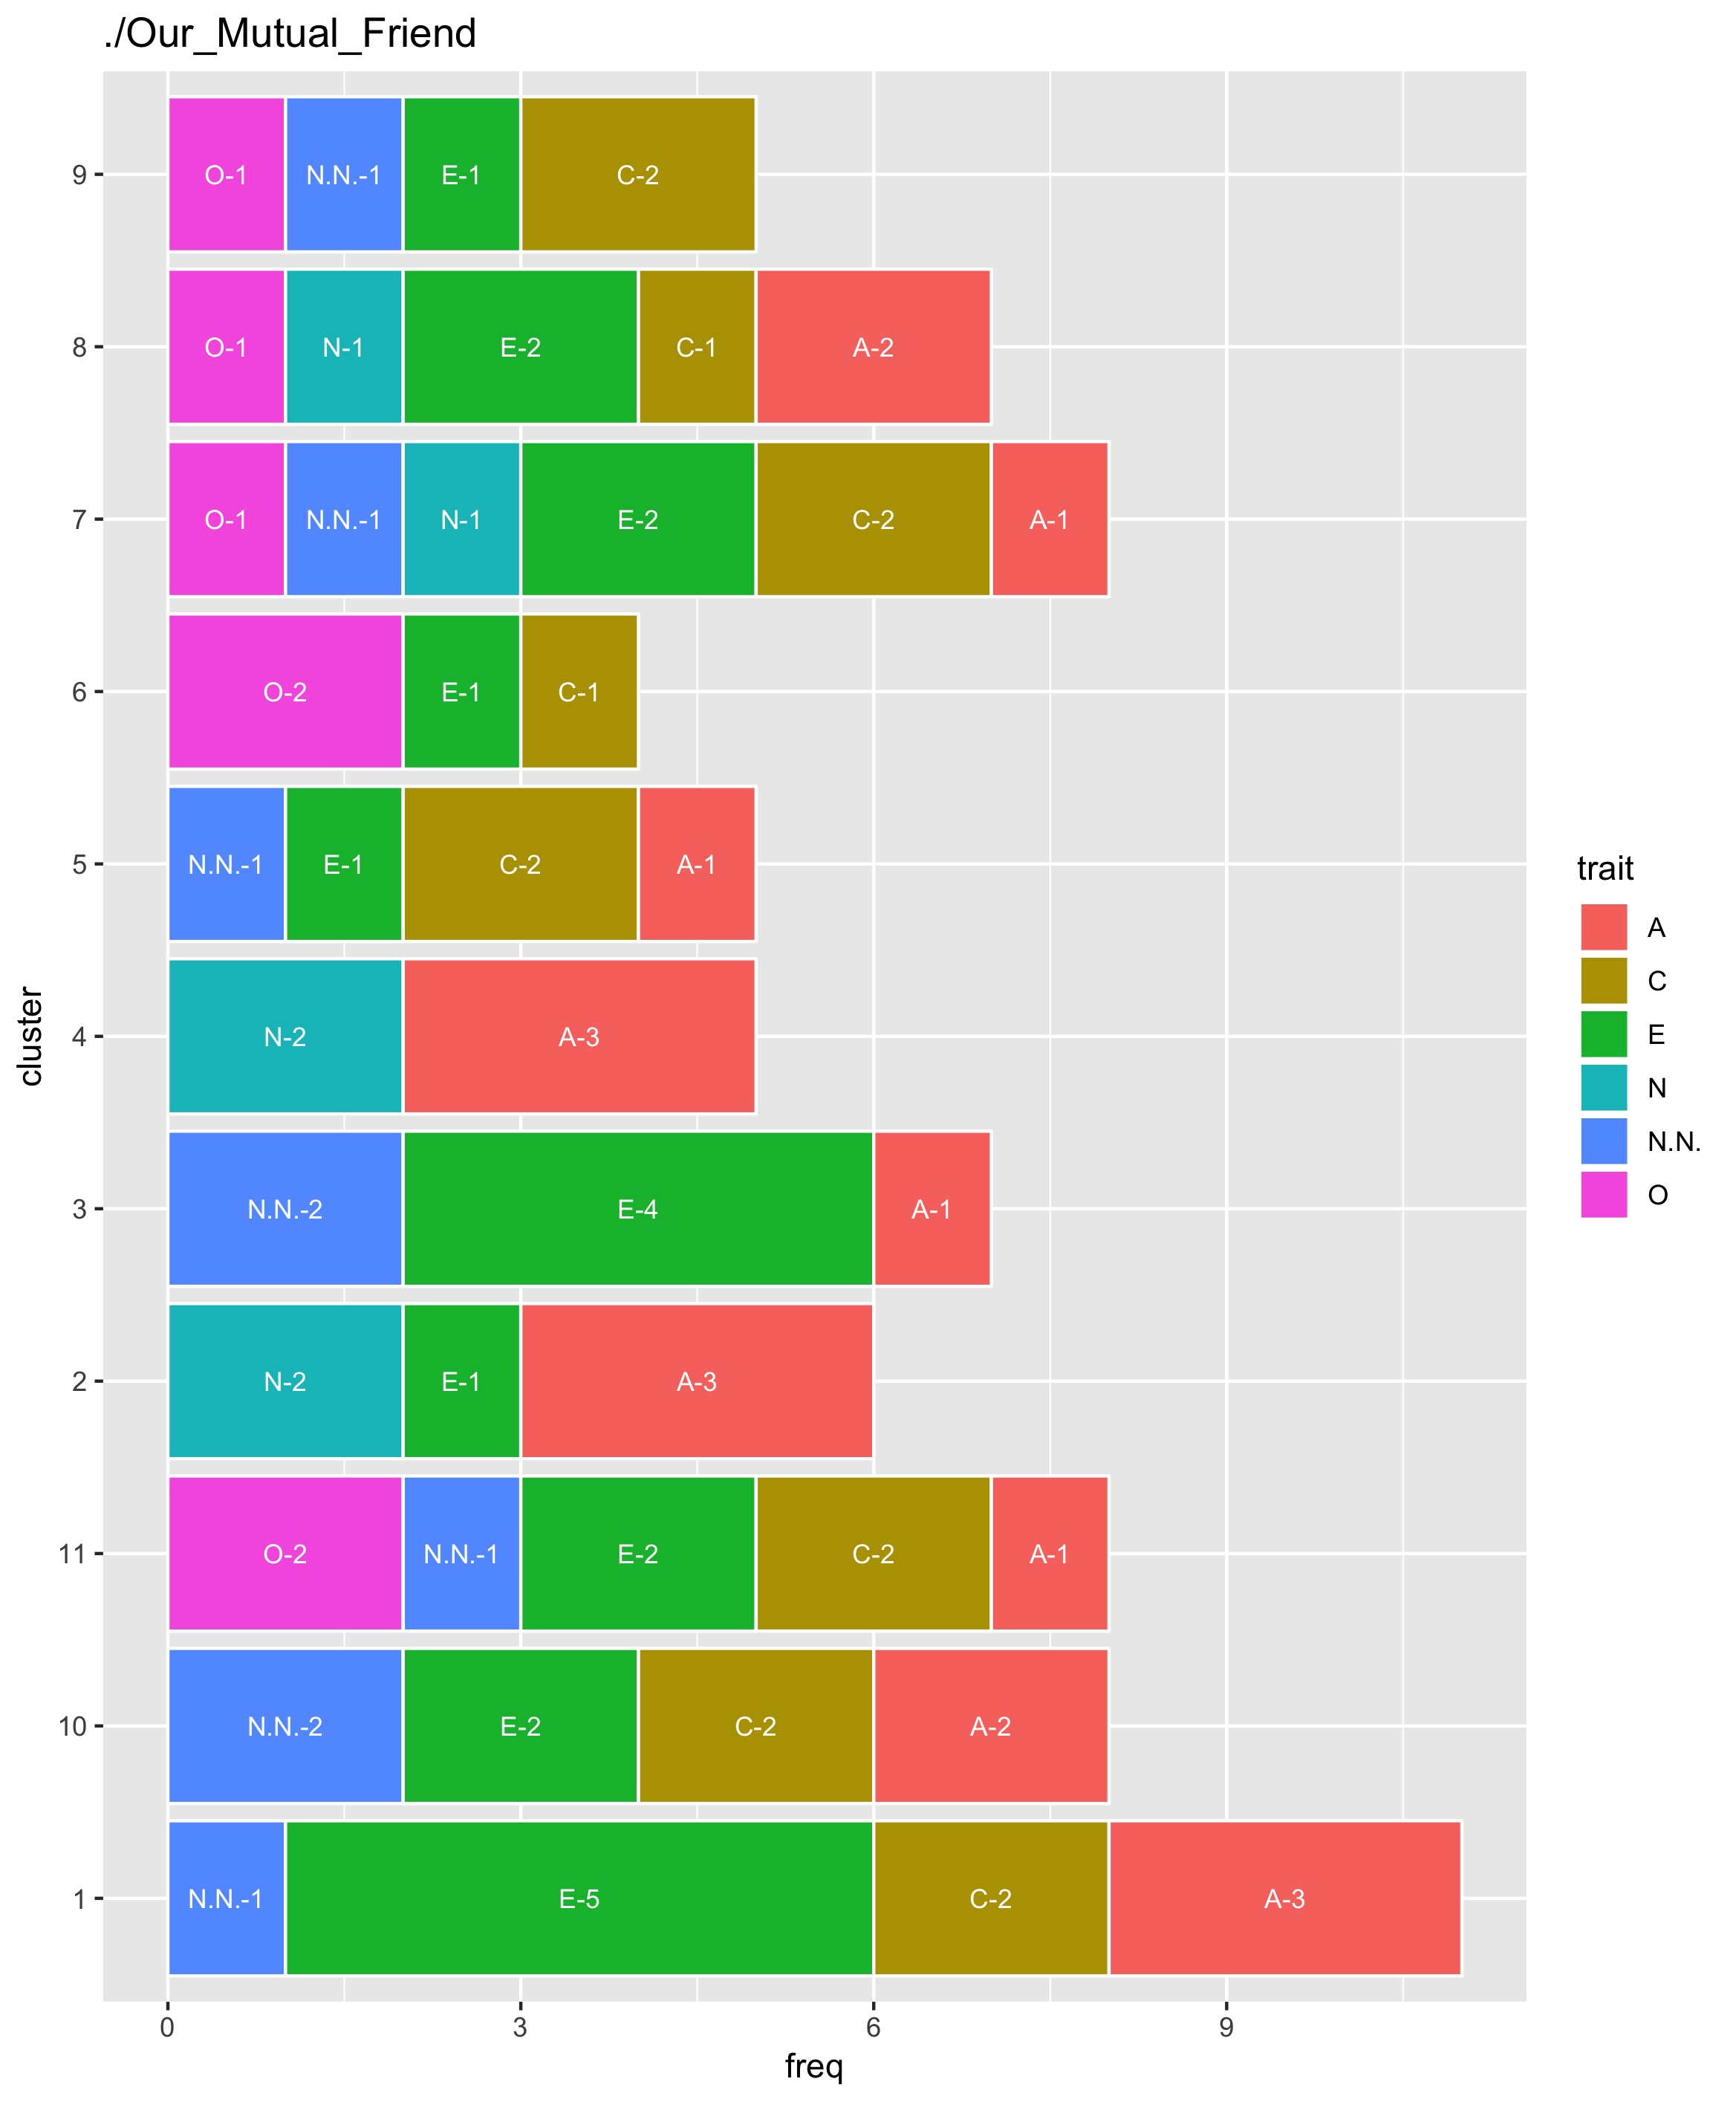 ./Our_Mutual_Friend
9 O-1 N.N.-1 E-1 C-2
8 O-1 N-1 E-2 C-1 A-2
7 O-1 N.N.-1 N-1 E-2 C-2 A-1
6 O-2 E-1 C-1
5 N.N.-1 E-1 C-2 A-1
4 N-2 A-3
3 N.N.-2 E-4 A-1
2 N-2 E-1 A-3
11 O-2 N.N.-1 E-2 C-2 A-1
10 N.N.-2 E-2 C-2 A-2
1 N.N.-1 E-5 C-2 A-3
0 3 6 9
freq
cluster
trait
A
C
E
N
N.N.
O